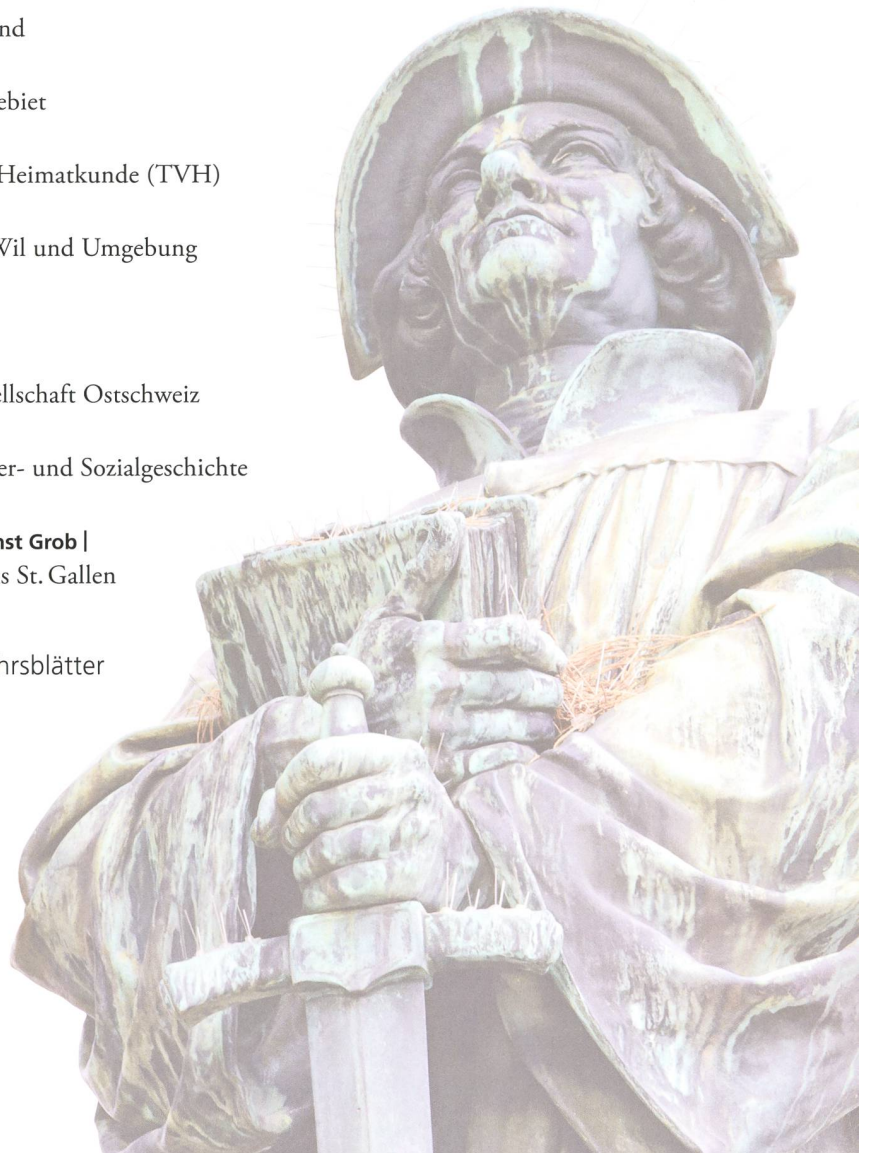 nd
ebiet
Heimatkunde (TVH)
Wil und Umgebung
ellschaft Ostschweiz
er- und Sozialgeschichte
nst Grob |
s St. Gallen
hrsblätter